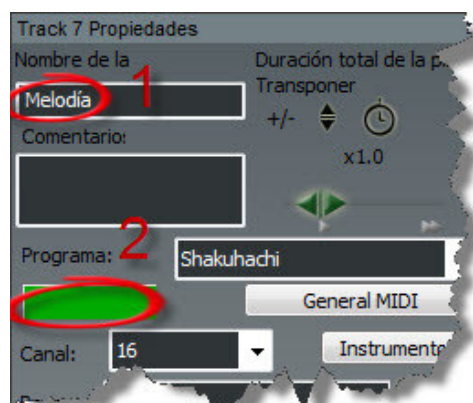 Track 7 Propiedades
Nombre de la
Duración total de la
Melodía
1
Transponer
+/-
Comentario:
x1.0
Programa:
2
Shakuhachi
General MIDI
Canal:
16
Instrumento